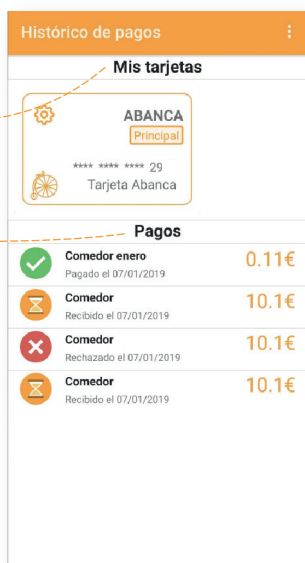 Histórico de pagos
Mis tarjetas
ABANCA
Principal
**** **** **** 29
Tarjeta Abanca
Pagos
Comedor enero
0.11€
Pagado el 07/01/2019
Comedor
10.1€
Recibido el 07/01/2019
Comedor
10.1€
Rechazado el 07/01/2019
Comedor
10.1€
Recibido el 07/01/2019